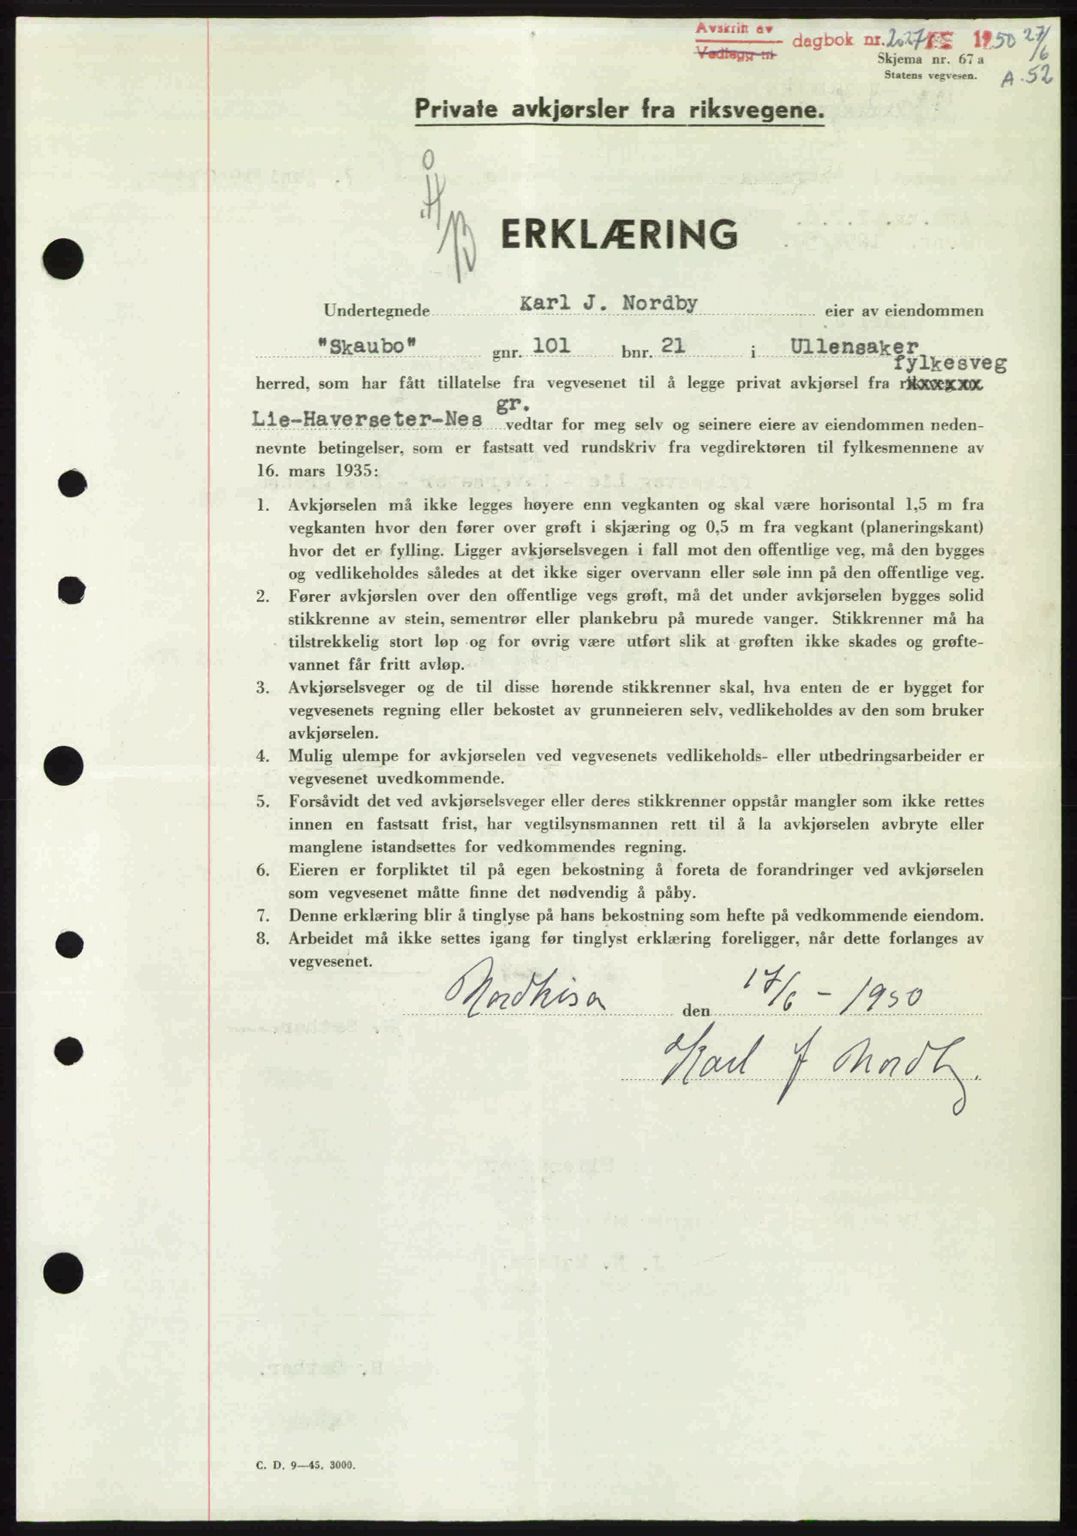 Avskrift av
Vedlegg til
dagbok nr. 2027 1950 27/6
Skjema nr. 67 a
Statens vegvesen.
A. 52
Private avkjørsler fra riksvegene.
ERKLÆRING
Undertegnede Karl J. Nordby eier av eiendommen
"Skaubo" gnr. 101 bnr. 21 i Ullensaker
fylkesveg
herred, som har fått tillatelse fra vegvesenet til å legge privat avkjørsel fra
gr.
Lie-Haverseter-Nes vedtar for meg selv og seinere eiere av eiendommen neden-
nevnte betingelser, som er fastsatt ved rundskriv fra vegdirektøren til fylkesmennene av
16. mars 1935:
1. Avkjørselen må ikke legges høyere enn vegkanten og skal være horisontal 1,5 m fra
vegkanten hvor den fører over grøft i skjæring og 0,5 m fra vegkant (planeringskant)
hvor det er fylling. Ligger avkjørselsvegen i fall mot den offentlige veg, må den bygges
og vedlikeholdes således at det ikke siger overvann eller søle inn på den offentlige veg.
2. Fører avkjørslen over den offentlige vegs grøft, må det under avkjørselen bygges solid
stikkrenne av stein, sementrør eller plankebru på murede vanger. Stikkrenner må ha
tilstrekkelig stort løp og for øvrig være utført slik at grøften ikke skades og grøfte-
vannet får fritt avløp.
3. Avkjørselsveger og de til disse hørende stikkrenner skal, hva enten de er bygget for
vegvesenets regning eller bekostet av grunneieren selv, vedlikeholdes av den som bruker
avkjørselen.
4. Mulig ulempe for avkjørselen ved vegvesenets vedlikeholds- eller utbedringsarbeider er
vegvesenet uvedkommende.
5. Forsåvidt det ved avkjørselsveger eller deres stikkrenner oppstår mangler som ikke rettes
innen en fastsatt frist, har vegtilsynsmannen rett til å la avkjørselen avbryte eller
manglene istandsettes for vedkommendes regning.
6. Eieren er forpliktet til på egen bekostning å foreta de forandringer ved avkjørselen
som vegvesenet måtte finne det nødvendig å påby.
7. Denne erklæring blir å tinglyse på hans bekostning som hefte på vedkommende eiendom.
8. Arbeidet må ikke settes igang før tinglyst erklæring foreligger, når dette forlanges av
vegvesenet.
Nordkisa den 17/6 - 1950
Karl J Nordby.
C. D. 9—45. 3000.